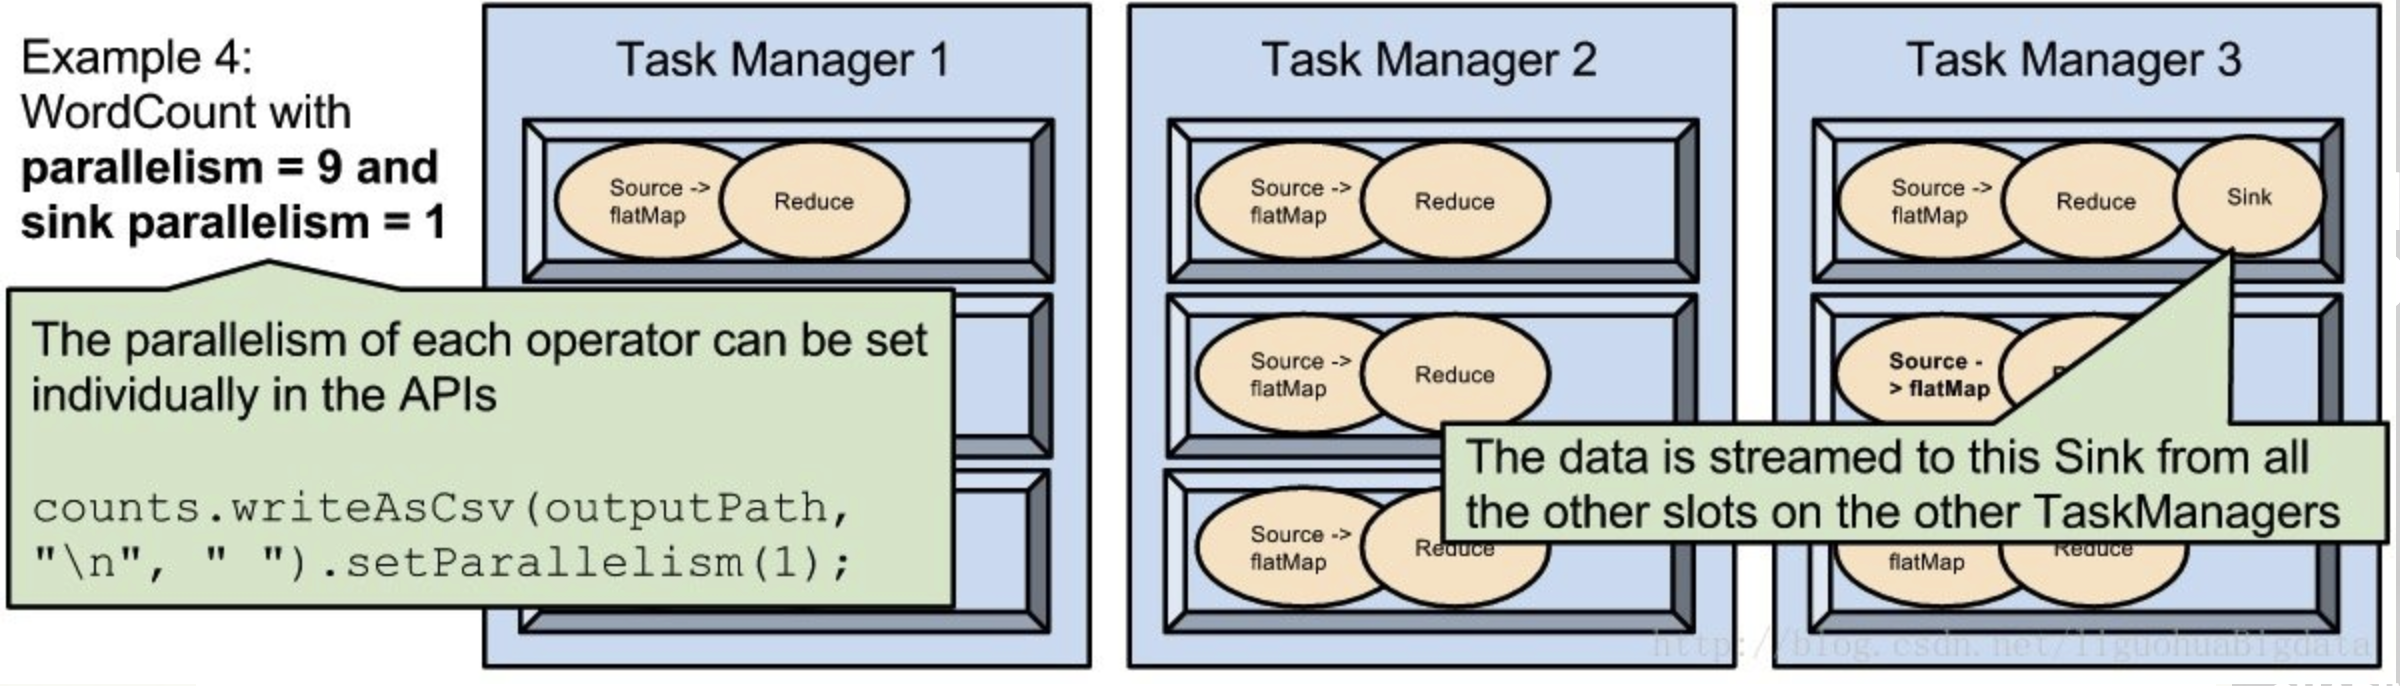 Example 4:
WordCount with
parallelism = 9 and
sink parallelism = 1
The parallelism of each operator can be set
individually in the APIs
counts.writeAsCsv(outputPath,
"\n", " ").setParallelism(1);
Task Manager 1
Source ->
flatMap
Reduce
Task Manager 2
Source ->
flatMap
Reduce
Source ->
flatMap
Reduce
Source ->
flatMap
Reduce
Task Manager 3
Source ->
flatMap
Reduce
Sink
Source -
> flatMap
The data is streamed to this Sink from all
the other slots on the other TaskManagers
flatMap
Reduce
http://blog.csdn.net/liguohuaBigdata